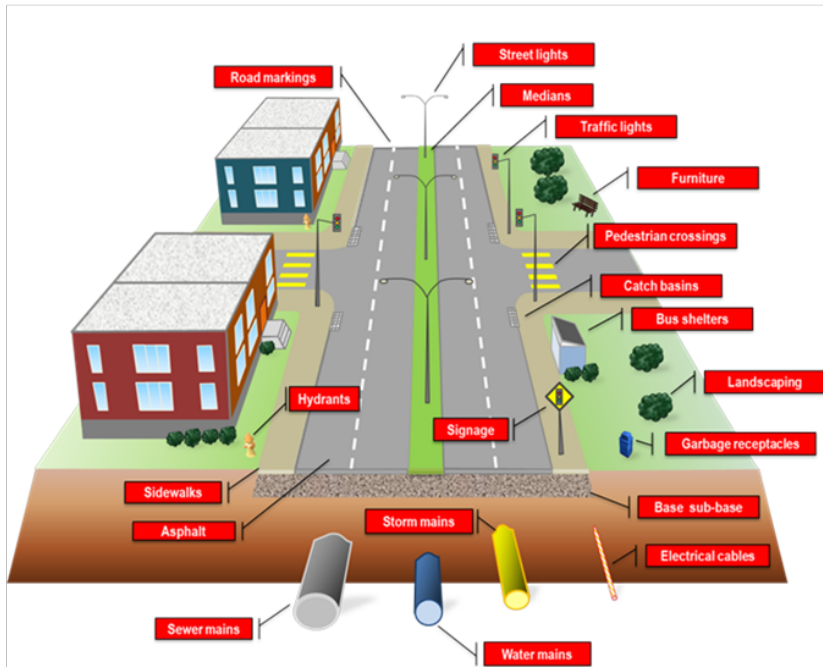 Street lights
Road markings
Medians
Traffic lights
Furniture
Pedestrian crossings
Catch basins
Bus shelters
Landscaping
Hydrants
Signage
Garbage receptacles
Sidewalks
Base sub-base
Storm mains
Asphalt
Electrical cables
Sewer mains
Water mains